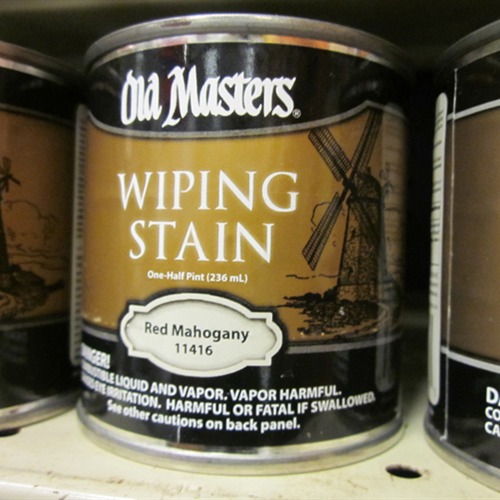 Old Masters®
WIPING
STAIN
One-Half Pint (236 mL)
Red Mahogany
11416
LIQUID AND VAPOR. VAPOR HARMFUL.
EYE IRRITATION. HARMFUL OR FATAL IF SWALLOWED.
See other cautions on back panel.